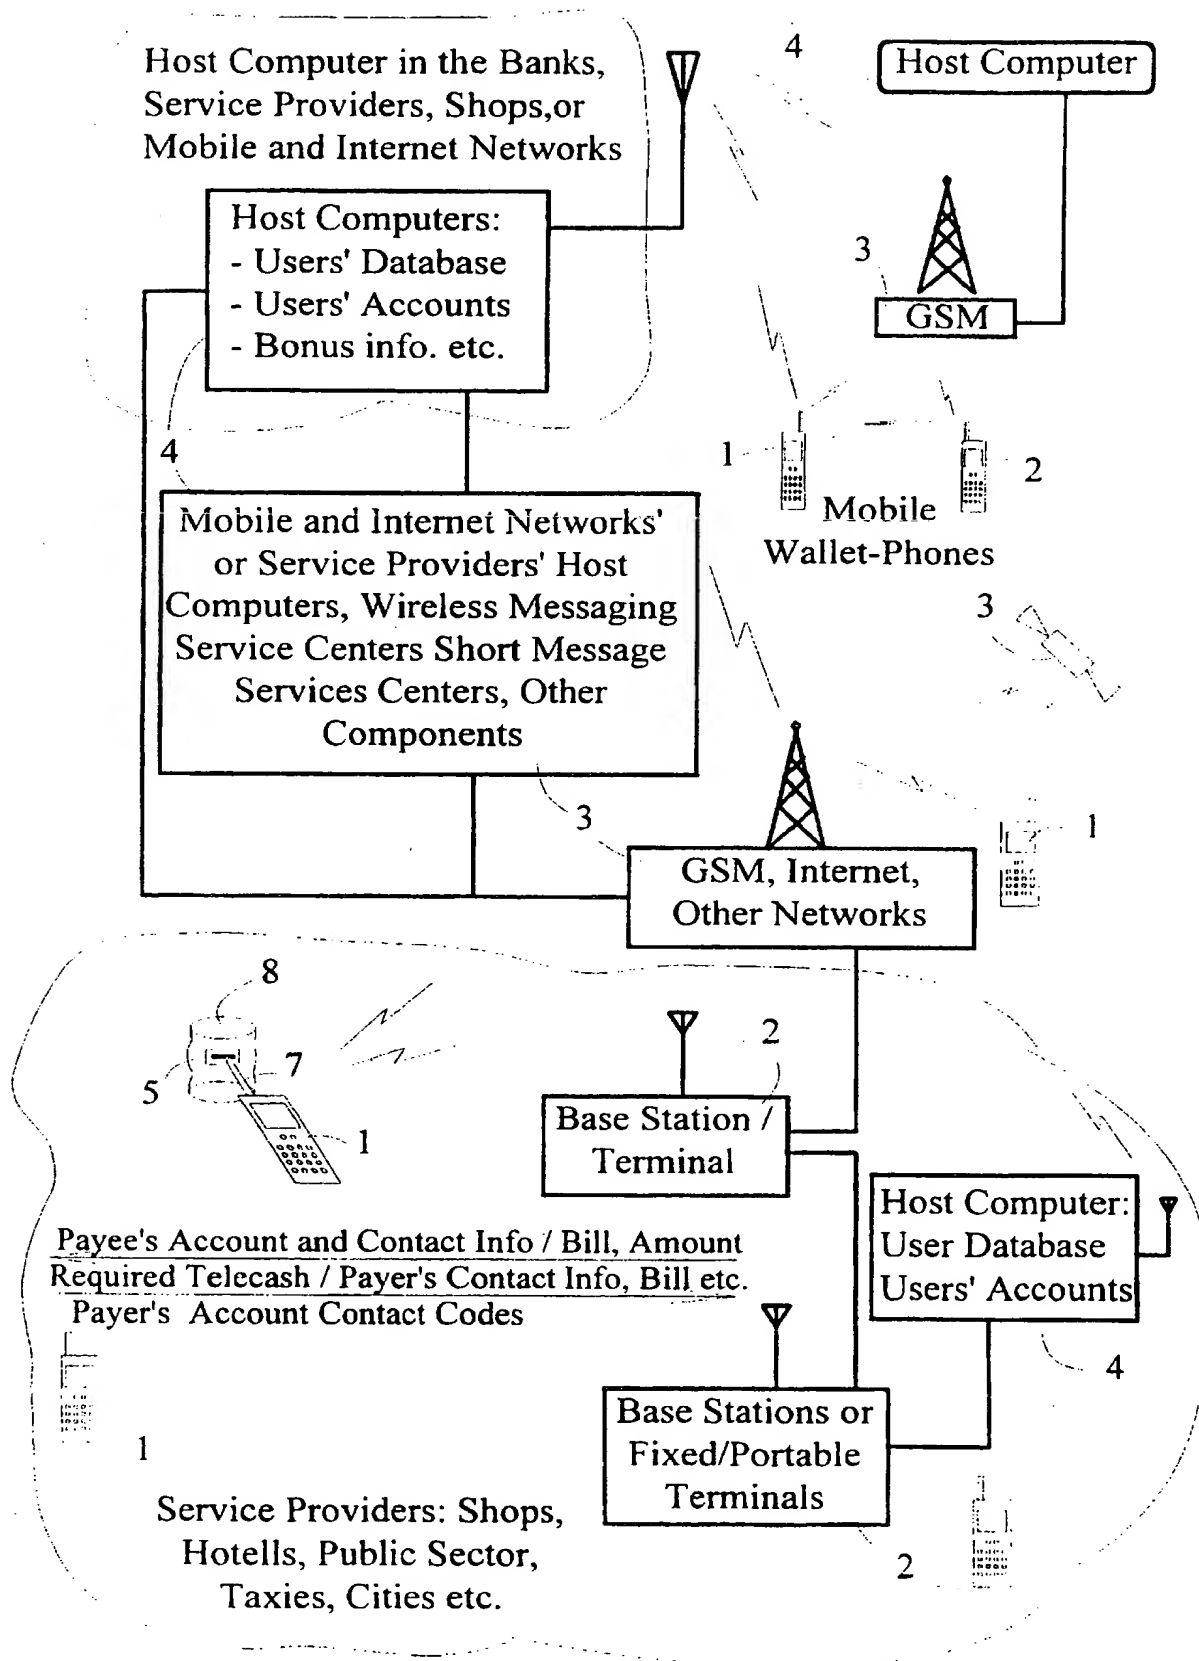 Host Computer in the Banks,
Service Providers, Shops,or
Mobile and Internet Networks
4
Host Computer
Host Computers:
- Users' Database
- Users' Accounts
- Bonus info. etc.
3
GSM
4
1
2
Mobile
Wallet-Phones
Mobile and Internet Networks'
or Service Providers' Host
Computers, Wireless Messaging
Service Centers Short Message
Services Centers, Other
Components
3
3
1
GSM, Internet,
Other Networks
8
5
7
1
2
Base Station /
Terminal
Host Computer:
User Database
Users' Accounts
4
Payee's Account and Contact Info / Bill, Amount
Required Telecash / Payer's Contact Info, Bill etc.
Payer's Account Contact Codes
1
Base Stations or
Fixed/Portable
Terminals
2
Service Providers: Shops,
Hotells, Public Sector,
Taxies, Cities etc.